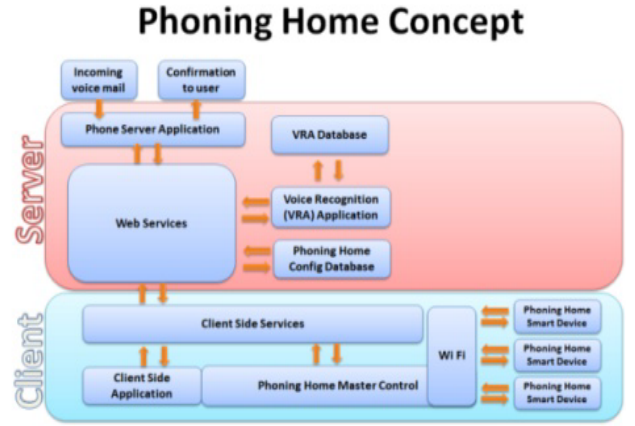 Phoning Home Concept
Incoming
voice mail
Confirmation
to user
Server
Phone Server Application
VRA Database
Web Services
Voice Recognition
(VRA) Application
Phoning Home
Config Database
Client
Client Side Services
Wi Fi
Phoning Home
Smart Device
Phoning Home
Smart Device
Phoning Home
Smart Device
Client Side
Application
Phoning Home Master Control